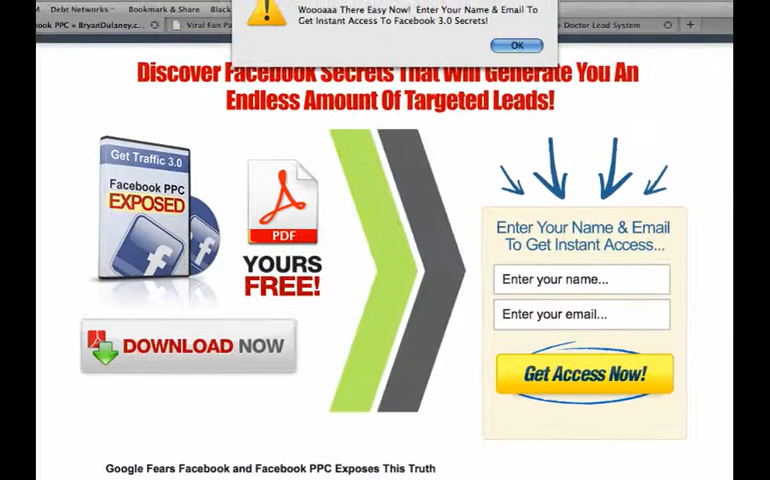 Debt Networks
Bookmark & Share
Woooaaa There Easy Now! Enter Your Name & Email To
Get Instant Access To Facebook 3.0 Secrets!
ook PPC « BryanDulaney.c...
Viral Fan
Doctor Lead System
OK
Discover Facebook Secrets That Will Generate You An
Endless Amount Of Targeted Leads!
Get Traffic 3.0
Facebook PPC
EXPOSED
f
f
PDF
YOURS
FREE!
DOWNLOAD NOW
Enter Your Name & Email
To Get Instant Access...
Enter your name...
Enter your email...
Get Access Now!
Google Fears Facebook and Facebook PPC Exposes This Truth